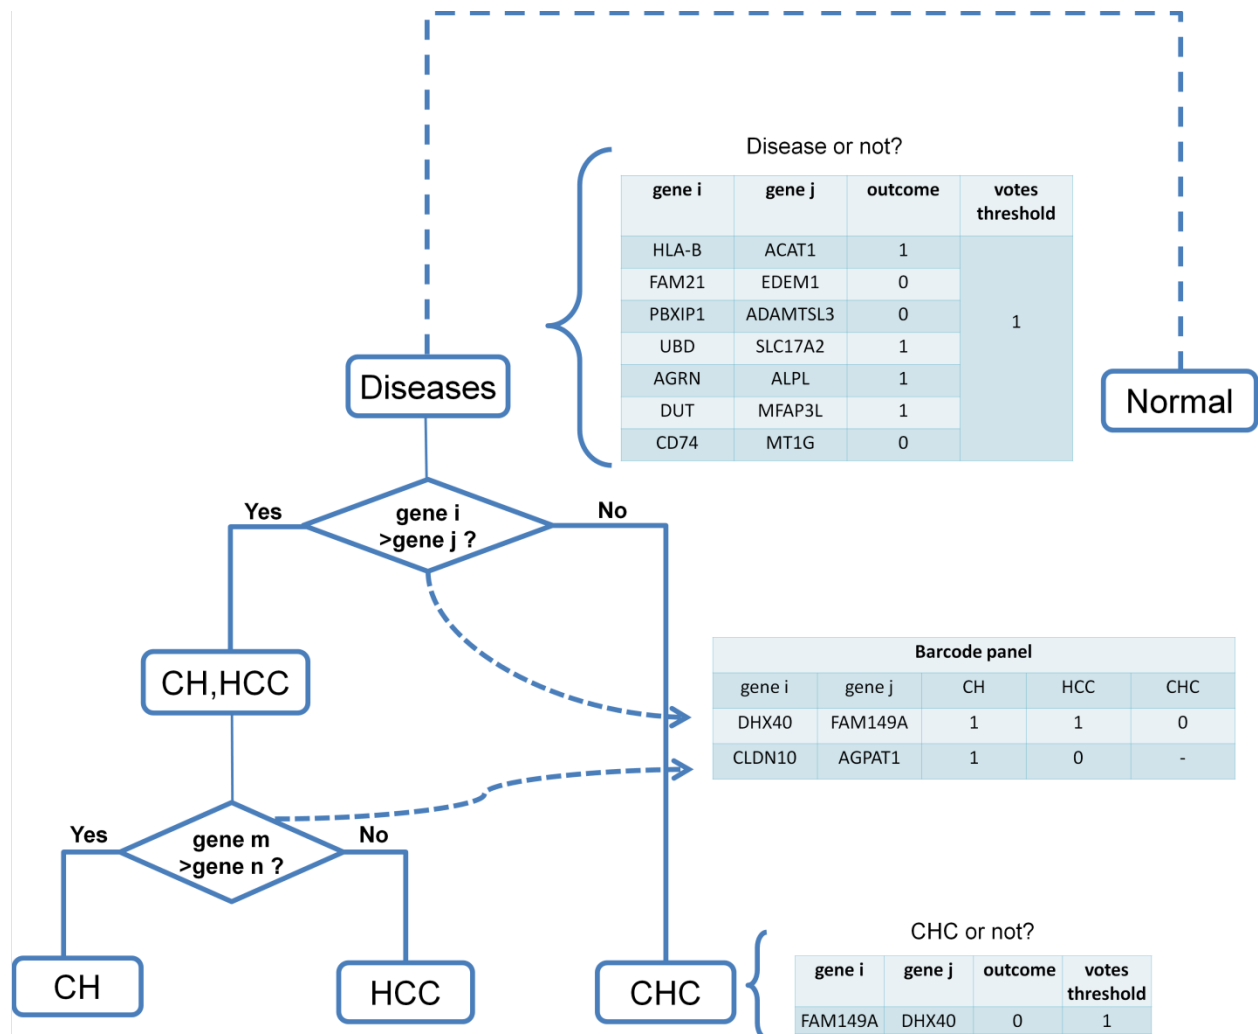 Disease or not?
gene i gene j outcome votes threshold
HLA-B ACAT1 1
FAM21 EDEM1 0
PBXIP1 ADAMTSL3 0
1
UBD SLC17A2 1
AGRN ALPL 1
DUT MFAP3L 1
CD74 MT1G 0
Diseases
Normal
Yes
gene i
>gene j ?
No
CH,HCC
Barcode panel
gene i gene j CH HCC CHC
DHX40 FAM149A 1 1 0
CLDN10 AGPAT1 1 0 -
Yes
gene m
>gene n ?
No
CH
HCC
CHC
CHC or not?
gene i gene j outcome votes threshold
FAM149A DHX40 0 1